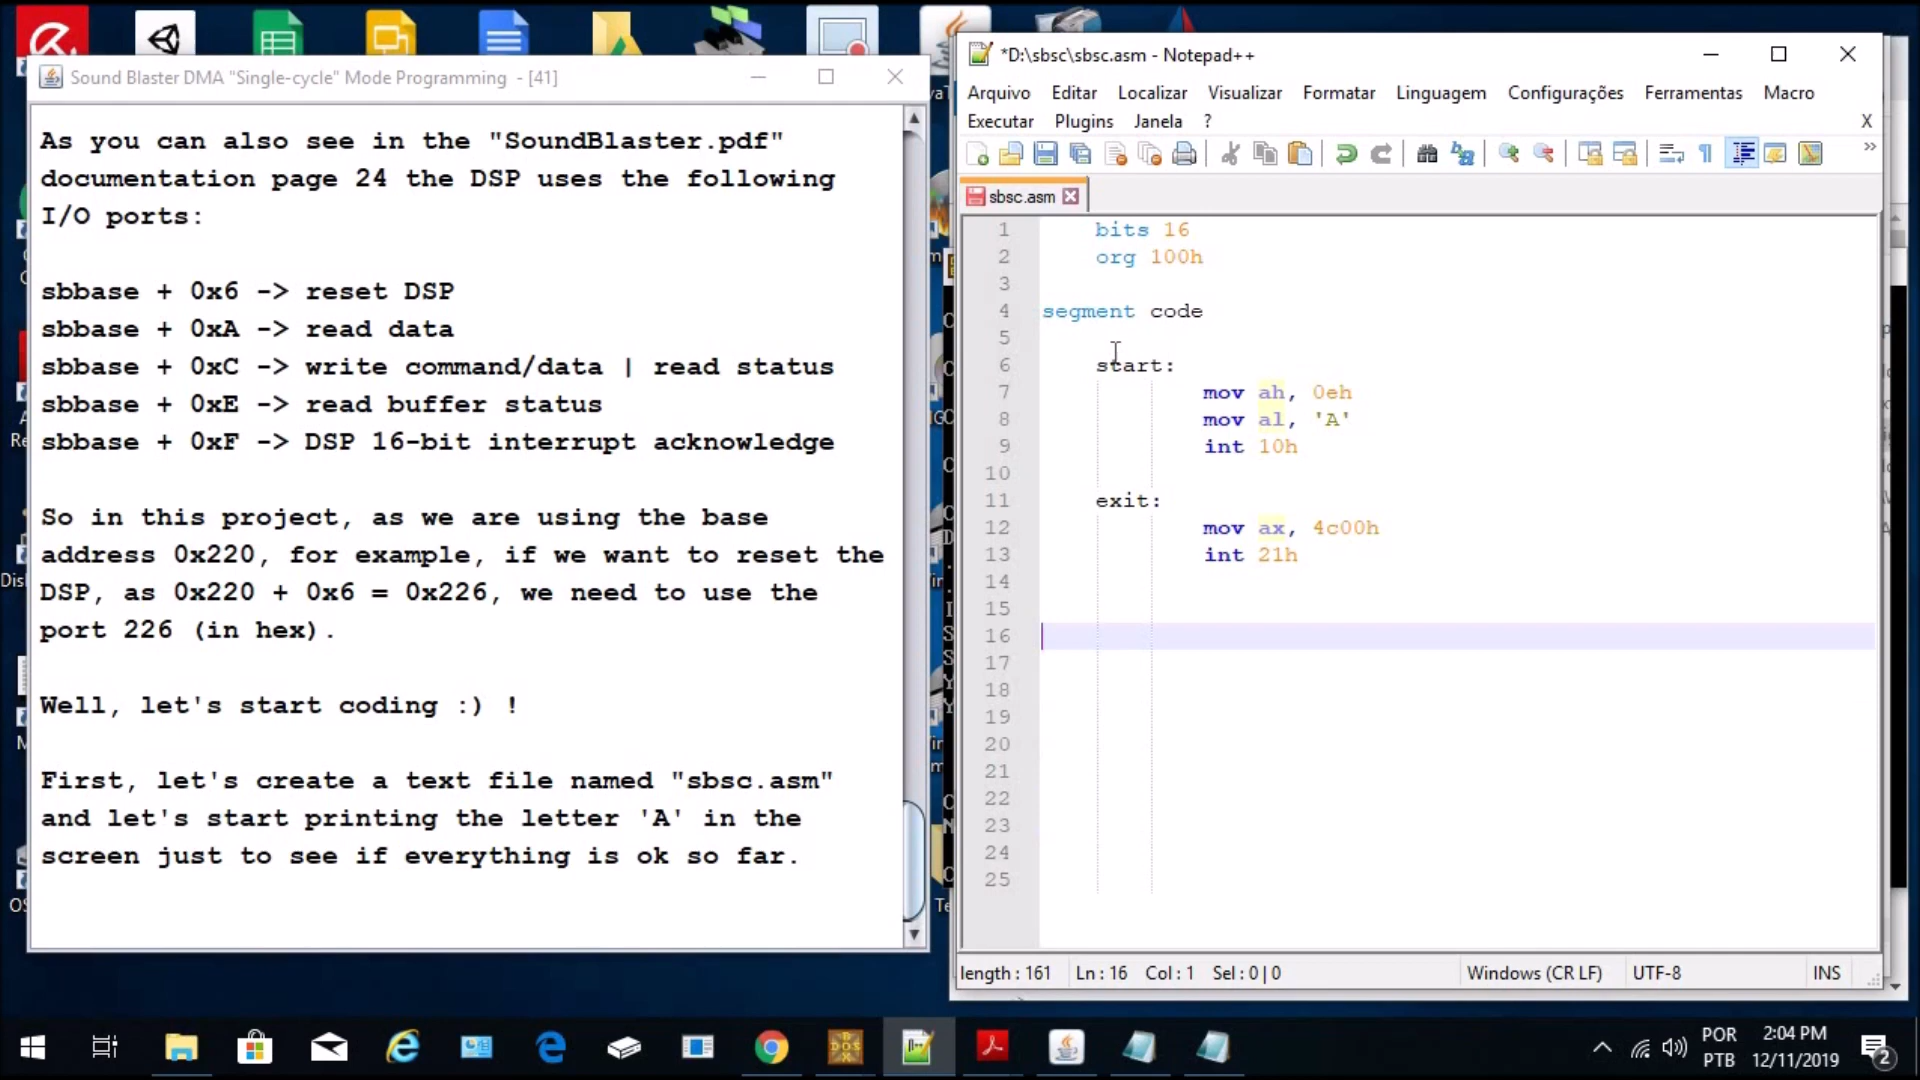 Sound Blaster DMA "Single-cycle" Mode Programming - [41]
As you can also see in the "SoundBlaster.pdf"
documentation page 24 the DSP uses the following
I/O ports:
sbbase + 0x6 -> reset DSP
sbbase + 0xA -> read data
sbbase + 0xC -> write command/data | read status
sbbase + 0xE -> read buffer status
sbbase + 0xF -> DSP 16-bit interrupt acknowledge
So in this project, as we are using the base
address 0x220, for example, if we want to reset the
DSP, as 0x220 + 0x6 = 0x226, we need to use the
port 226 (in hex).
Well, let's start coding :) !
First, let's create a text file named "sbsc.asm"
and let's start printing the letter 'A' in the
screen just to see if everything is ok so far.
*D:\sbsc\sbsc.asm - Notepad++
Arquivo Editar Localizar Visualizar Formatar Linguagem Configurações Ferramentas Macro
Executar Plugins Janela ? X
sbsc.asm
1 bits 16
2 org 100h
3
4 segment code
5
6 start:
7 mov ah, 0eh
8 mov al, 'A'
9 int 10h
10
11 exit:
12 mov ax, 4c00h
13 int 21h
14
15
16
17
18
19
20
21
22
23
24
25
length : 161 Ln : 16 Col : 1 Sel : 0 | 0 Windows (CR LF) UTF-8 INS
POR 2:04 PM
PTB 12/11/2019 2